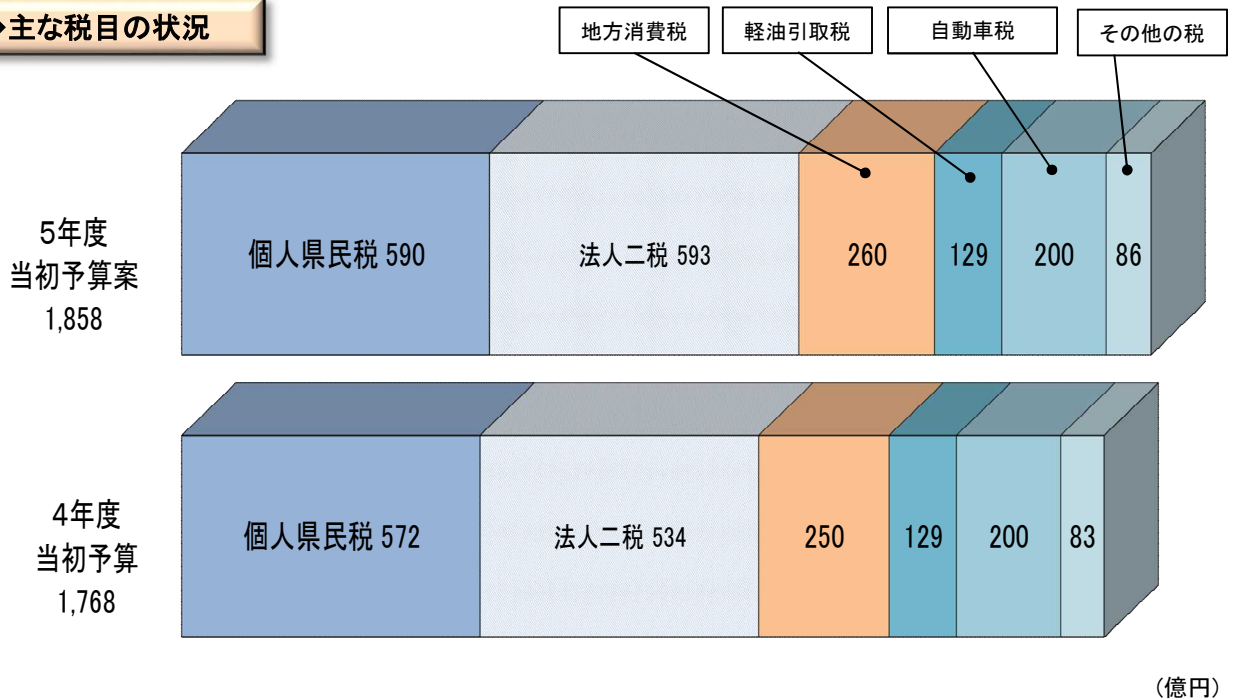 主な税目の状況
地方消費税 軽油引取税 自動車税 その他の税
5年度
当初予算案
1,858
個人県民税 590 法人二税 593 260 129 200 86
4年度
当初予算
1,768
個人県民税 572 法人二税 534 250 129 200 83
(億円)